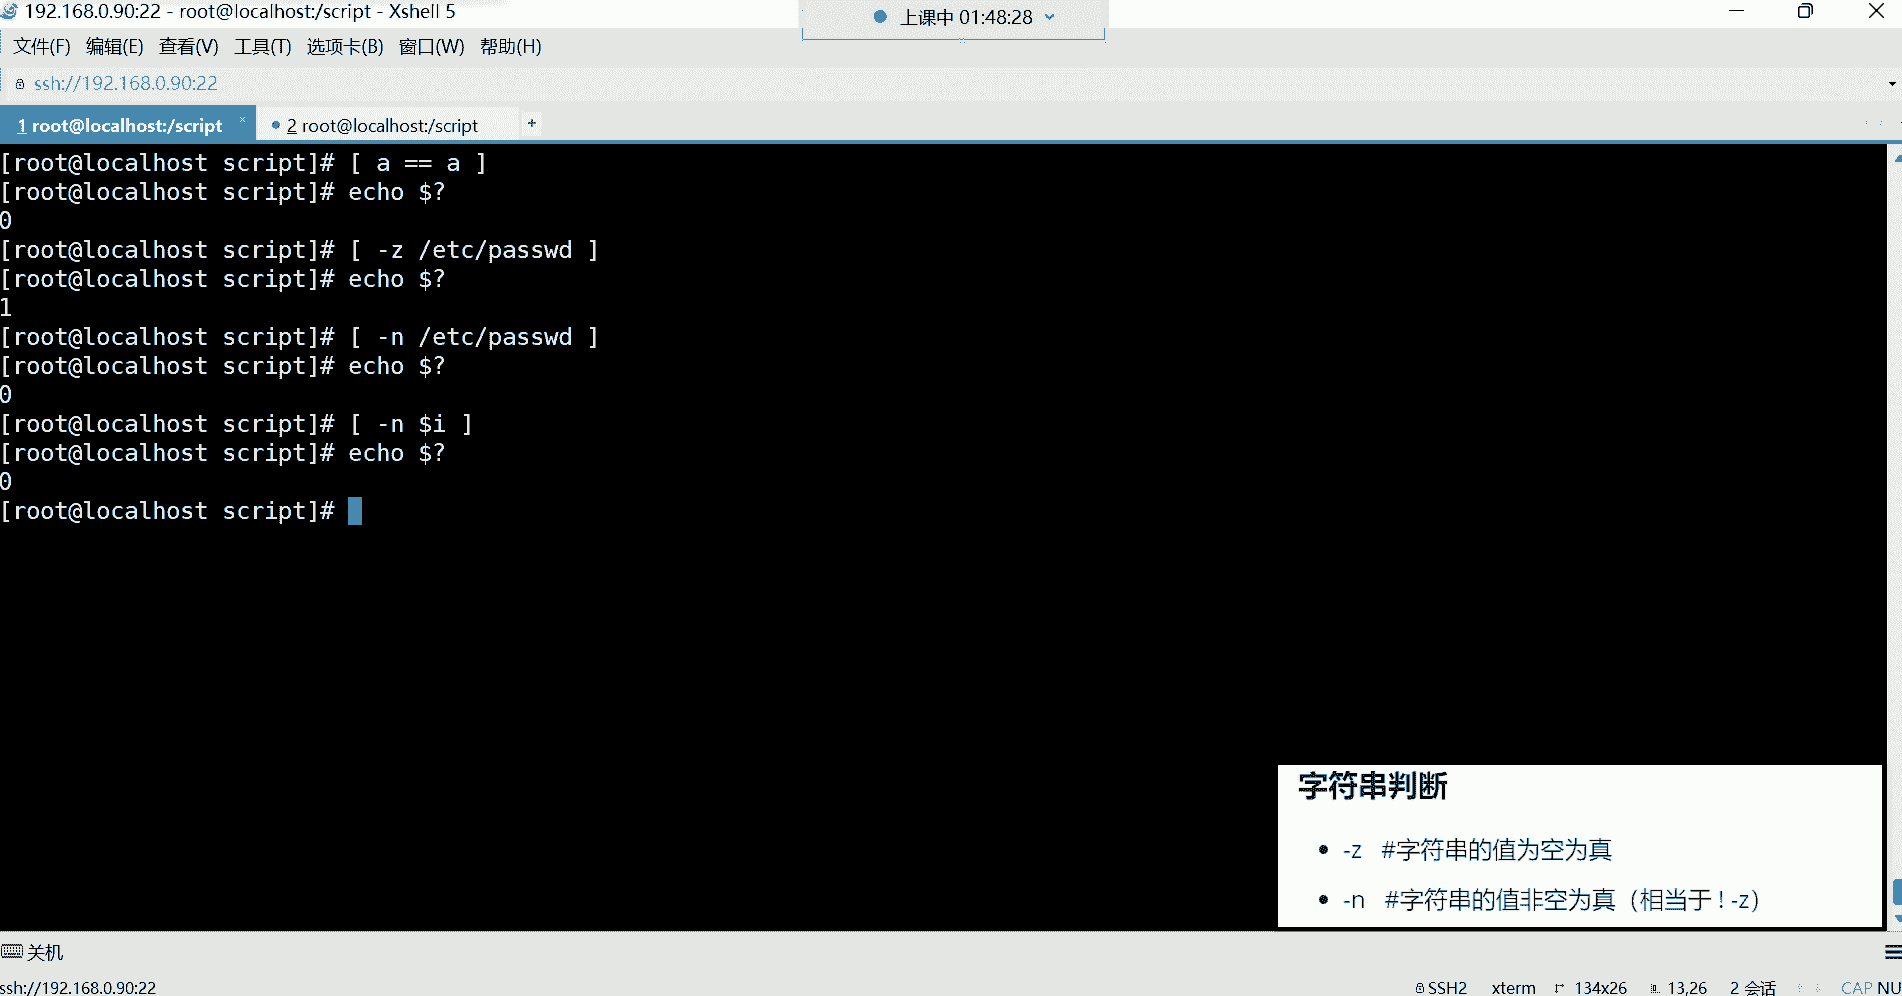 192.168.0.90:22 - root@localhost:/script - Xshell 5
上课中 01:48:28
文件(F) 编辑(E) 查看(V) 工具(T) 选项卡(B) 窗口(W) 帮助(H)
ssh://192.168.0.90:22
1 root@localhost:/script × 2 root@localhost:/script +
[root@localhost script]# [ a == a ]
[root@localhost script]# echo $?
0
[root@localhost script]# [ -z /etc/passwd ]
[root@localhost script]# echo $?
1
[root@localhost script]# [ -n /etc/passwd ]
[root@localhost script]# echo $?
0
[root@localhost script]# [ -n $i ]
[root@localhost script]# echo $?
0
[root@localhost script]#
字符串判断
• -z #字符串的值为空为真
• -n #字符串的值非空为真（相当于 ! -z）
关机
ssh://192.168.0.90:22 SSH2 xterm 134x26 13,26 2 会话 CAP NU